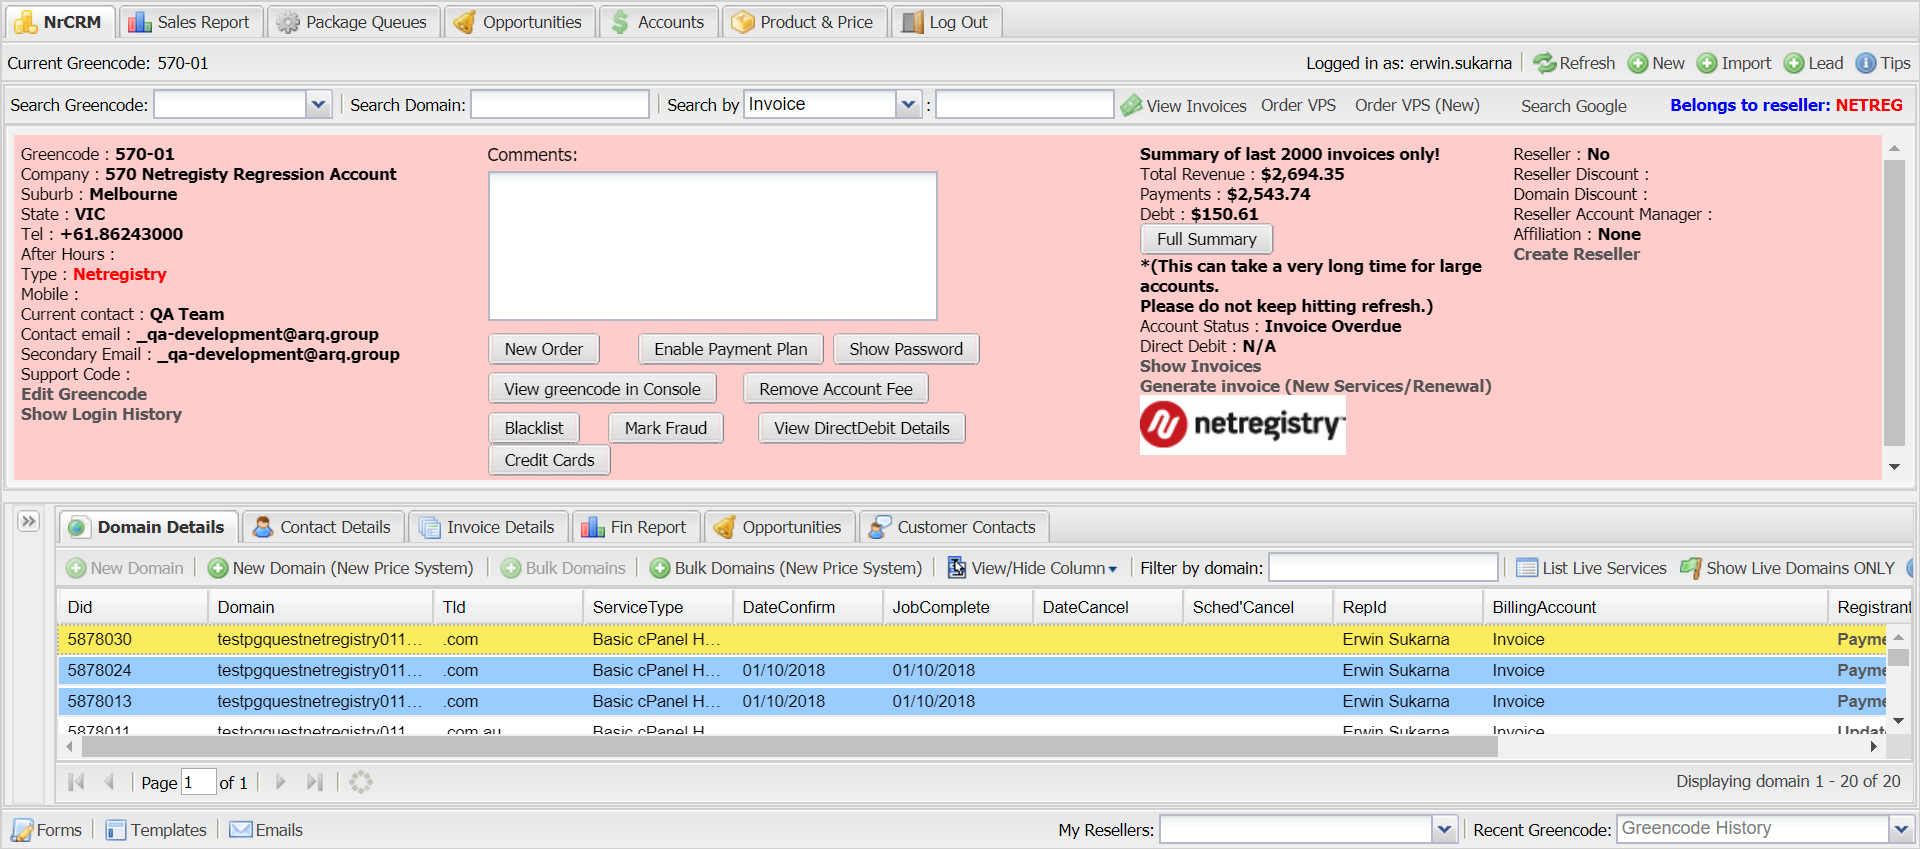 NrCRM Sales Report Package Queues Opportunities Accounts Product & Price Log Out
Current Greencode: 570-01 Logged in as: erwin.sukarna Refresh New Import Lead Tips
Search Greencode: Search Domain: Search by Invoice : View Invoices Order VPS Order VPS (New) Search Google Belongs to reseller: NETREG
Greencode : 570-01
Company : 570 Netregisty Regression Account
Suburb : Melbourne
State : VIC
Tel : +61.86243000
After Hours :
Type : Netregistry
Mobile :
Current contact : QA Team
Contact email : _qa-development@arq.group
Secondary Email : _qa-development@arq.group
Support Code :
Edit Greencode
Show Login History
Comments:
New Order Enable Payment Plan Show Password
View greencode in Console Remove Account Fee
Blacklist Mark Fraud View DirectDebit Details
Credit Cards
Summary of last 2000 invoices only!
Total Revenue : $2,694.35
Payments : $2,543.74
Debt : $150.61
Full Summary
*(This can take a very long time for large
accounts.
Please do not keep hitting refresh.)
Account Status : Invoice Overdue
Direct Debit : N/A
Show Invoices
Generate invoice (New Services/Renewal)
netregistry
Reseller : No
Reseller Discount :
Domain Discount :
Reseller Account Manager :
Affiliation : None
Create Reseller
Domain Details Contact Details Invoice Details Fin Report Opportunities Customer Contacts
New Domain New Domain (New Price System) Bulk Domains Bulk Domains (New Price System) View/Hide Column Filter by domain: List Live Services Show Live Domains ONLY
Did Domain Tld ServiceType DateConfirm JobComplete DateCancel Sched'Cancel RepId BillingAccount Registrant
5878030 testpgquestnetregistry011... .com Basic cPanel H... Erwin Sukarna Invoice Payme
5878024 testpgquestnetregistry011... .com Basic cPanel H... 01/10/2018 01/10/2018 Erwin Sukarna Invoice Payme
5878013 testpgquestnetregistry011... .com Basic cPanel H... 01/10/2018 01/10/2018 Erwin Sukarna Invoice Payme
5878011 testpgquestnetregistry011... .com.au Basic cPanel H... Erwin Sukarna Invoice Updat
Page 1 of 1 Displaying domain 1 - 20 of 20
Forms Templates Emails My Resellers: Recent Greencode: Greencode History